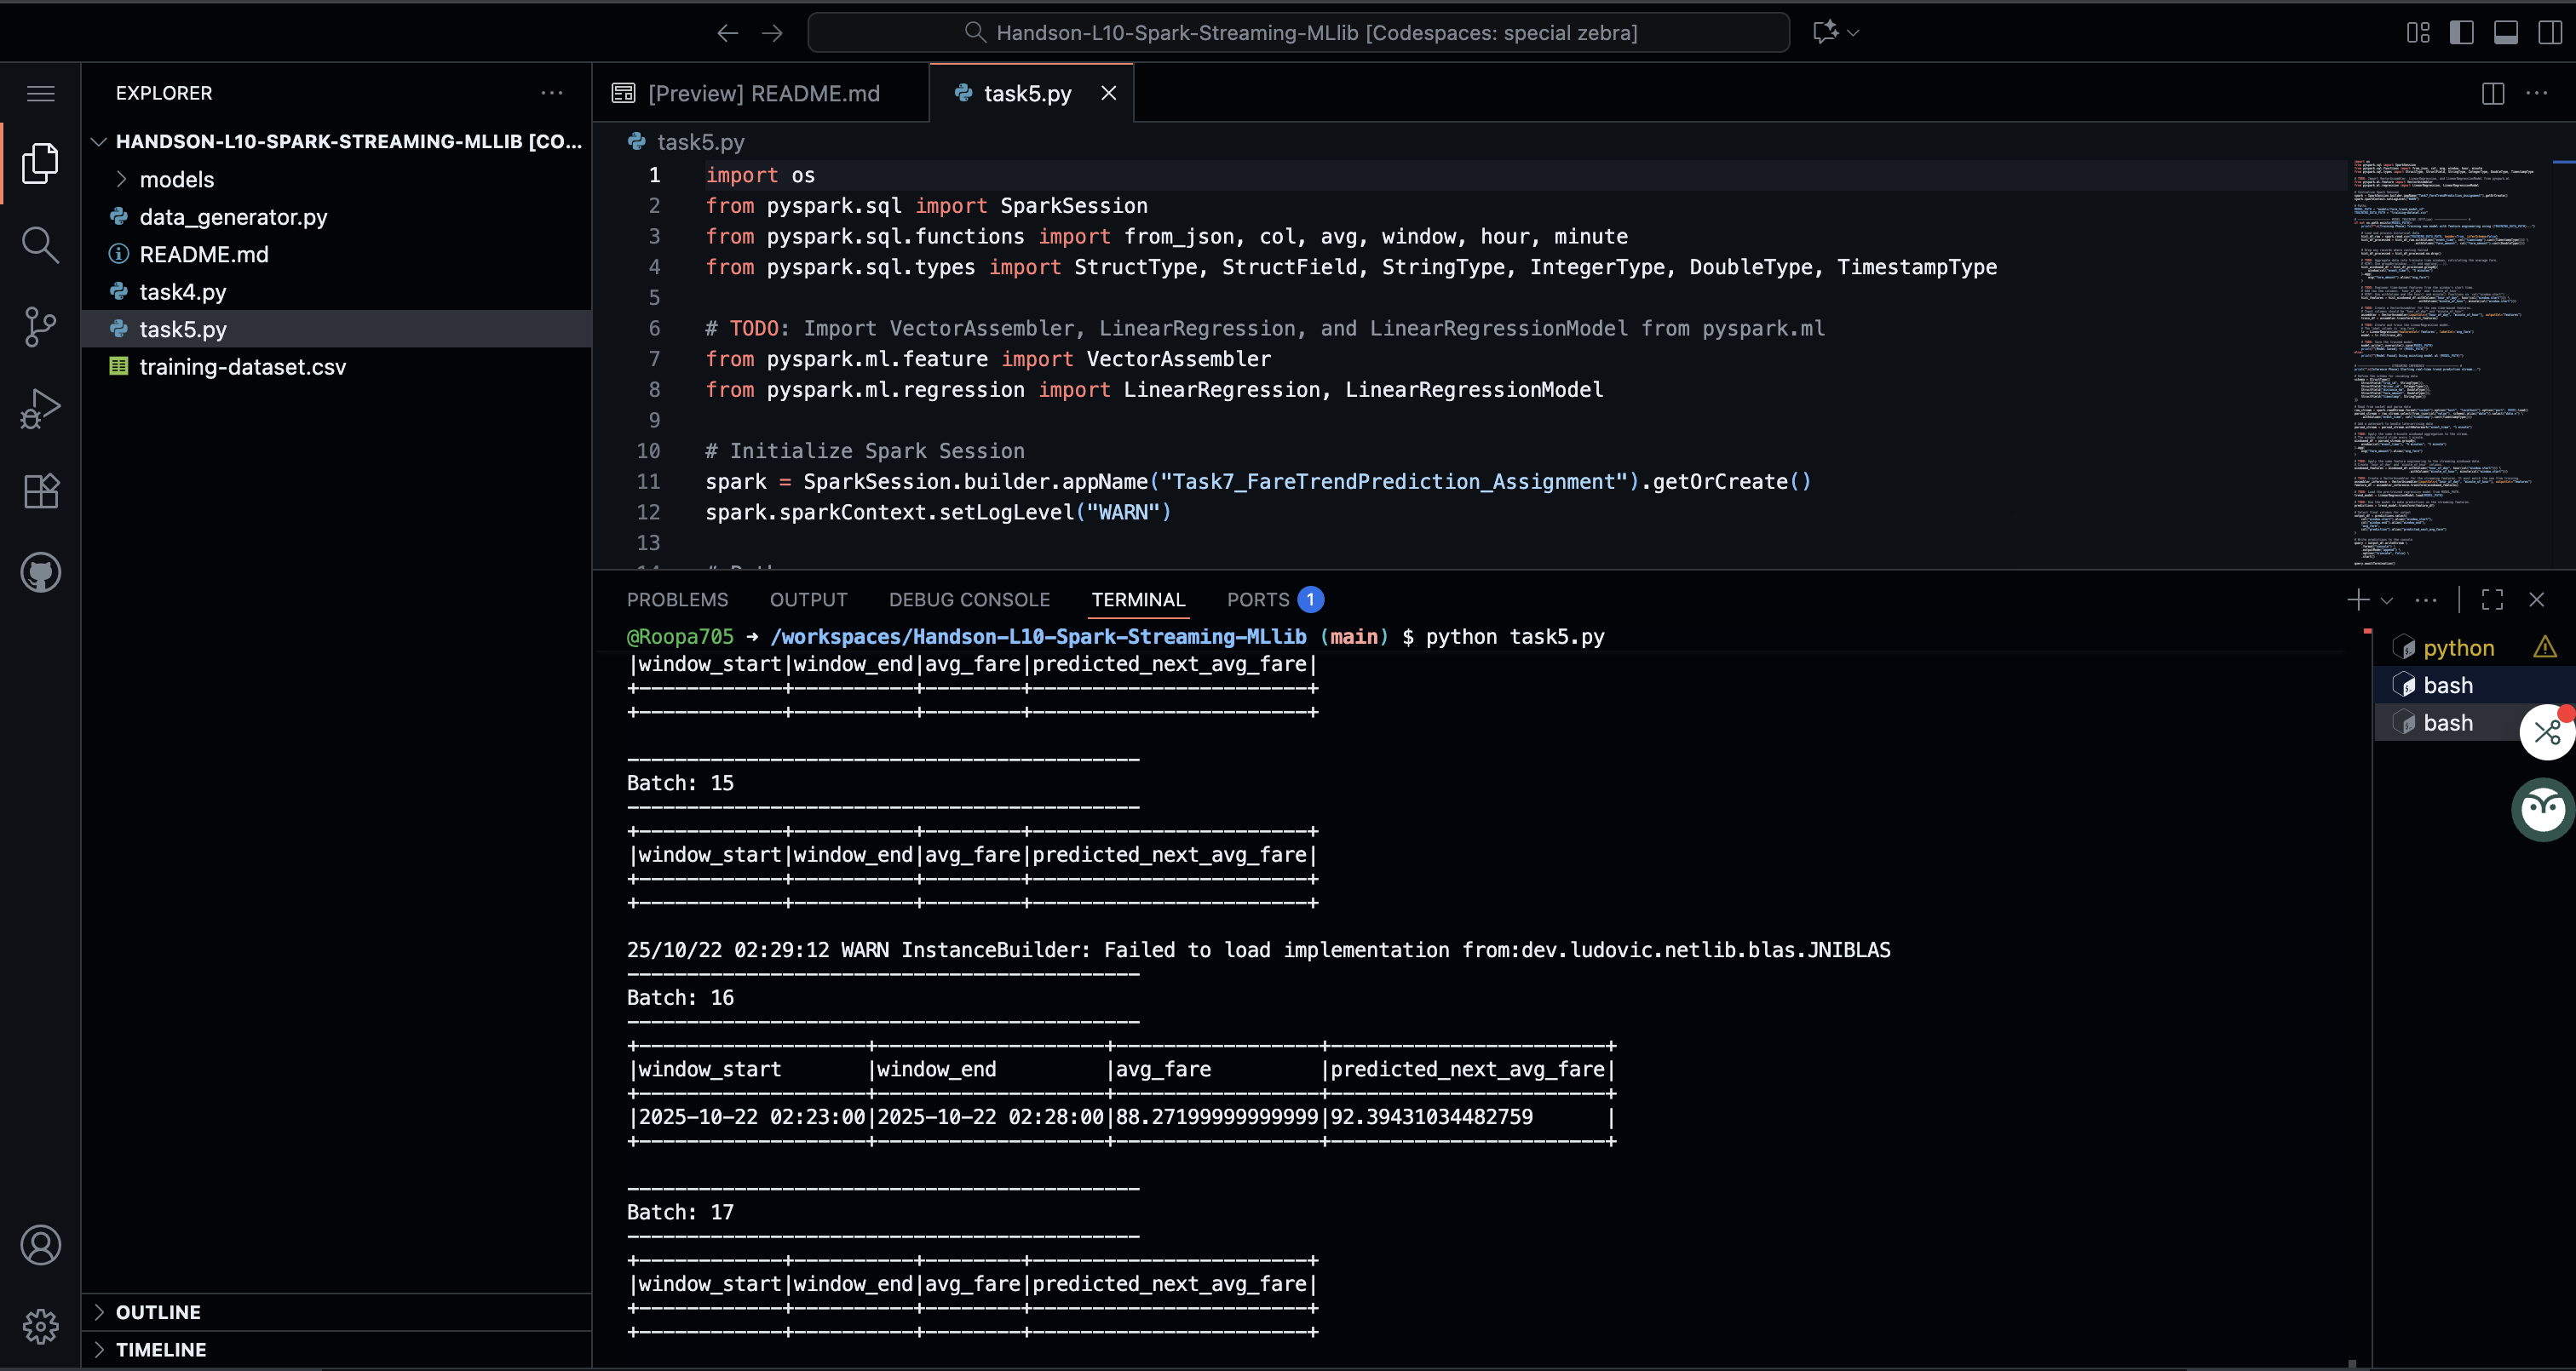 Handson-L10-Spark-Streaming-MLlib [Codespaces: special zebra]
EXPLORER
HANDSON-L10-SPARK-STREAMING-MLLIB [CO...
models
data_generator.py
README.md
task4.py
task5.py
training-dataset.csv
OUTLINE
TIMELINE
[Preview] README.md
task5.py
task5.py
1 import os
2 from pyspark.sql import SparkSession
3 from pyspark.sql.functions import from_json, col, avg, window, hour, minute
4 from pyspark.sql.types import StructType, StructField, StringType, IntegerType, DoubleType, TimestampType
5
6 # TODO: Import VectorAssembler, LinearRegression, and LinearRegressionModel from pyspark.ml
7 from pyspark.ml.feature import VectorAssembler
8 from pyspark.ml.regression import LinearRegression, LinearRegressionModel
9
10 # Initialize Spark Session
11 spark = SparkSession.builder.appName("Task7_FareTrendPrediction_Assignment").getOrCreate()
12 spark.sparkContext.setLogLevel("WARN")
13
PROBLEMS OUTPUT DEBUG CONSOLE TERMINAL PORTS 1
@Roopa705 ➜ /workspaces/Handson-L10-Spark-Streaming-MLlib (main) $ python task5.py
|window_start|window_end|avg_fare|predicted_next_avg_fare|
+------------+----------+--------+-----------------------+
+------------+----------+--------+-----------------------+
-------------------------------------------
Batch: 15
-------------------------------------------
+------------+----------+--------+-----------------------+
|window_start|window_end|avg_fare|predicted_next_avg_fare|
+------------+----------+--------+-----------------------+
+------------+----------+--------+-----------------------+
25/10/22 02:29:12 WARN InstanceBuilder: Failed to load implementation from:dev.ludovic.netlib.blas.JNIBLAS
-------------------------------------------
Batch: 16
-------------------------------------------
+-------------------+-------------------+-----------------+-----------------------+
|window_start       |window_end         |avg_fare         |predicted_next_avg_fare|
+-------------------+-------------------+-----------------+-----------------------+
|2025-10-22 02:23:00|2025-10-22 02:28:00|88.27199999999999|92.39431034482759      |
+-------------------+-------------------+-----------------+-----------------------+
-------------------------------------------
Batch: 17
-------------------------------------------
+------------+----------+--------+-----------------------+
|window_start|window_end|avg_fare|predicted_next_avg_fare|
+------------+----------+--------+-----------------------+
+------------+----------+--------+-----------------------+
python
bash
bash